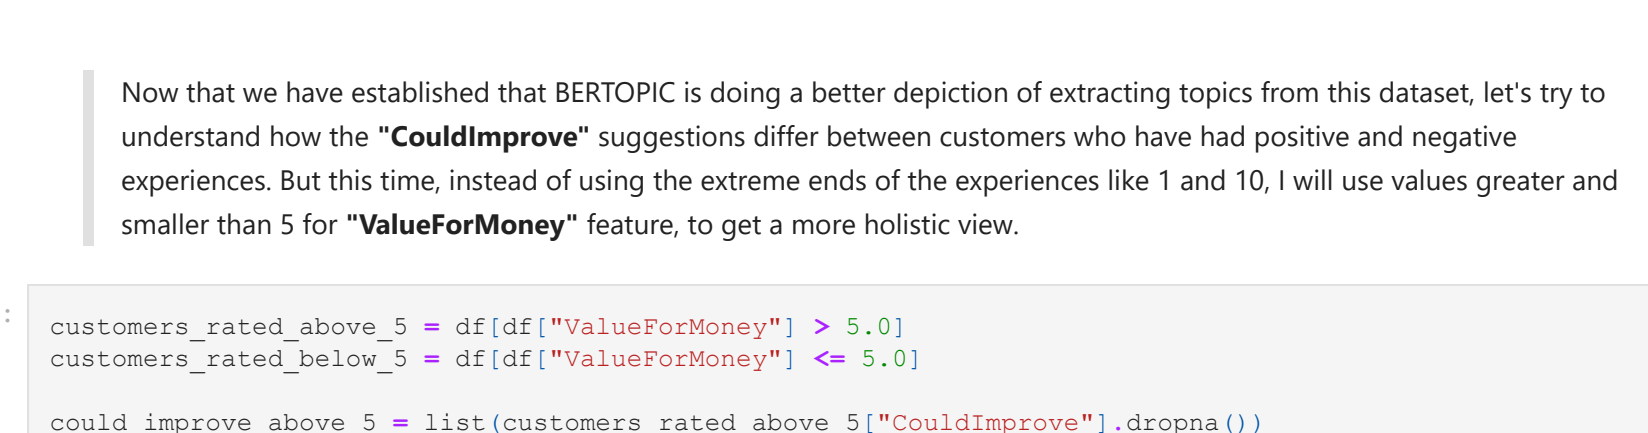 Now that we have established that BERTOPIC is doing a better depiction of extracting topics from this dataset, let's try to
understand how the "CouldImprove" suggestions differ between customers who have had positive and negative
experiences. But this time, instead of using the extreme ends of the experiences like 1 and 10, I will use values greater and
smaller than 5 for "ValueForMoney" feature, to get a more holistic view.
:
customers_rated_above_5 = df[df["ValueForMoney"] > 5.0]
customers_rated_below_5 = df[df["ValueForMoney"] <= 5.0]
could_improve_above_5 = list(customers_rated_above_5["CouldImprove"].dropna())